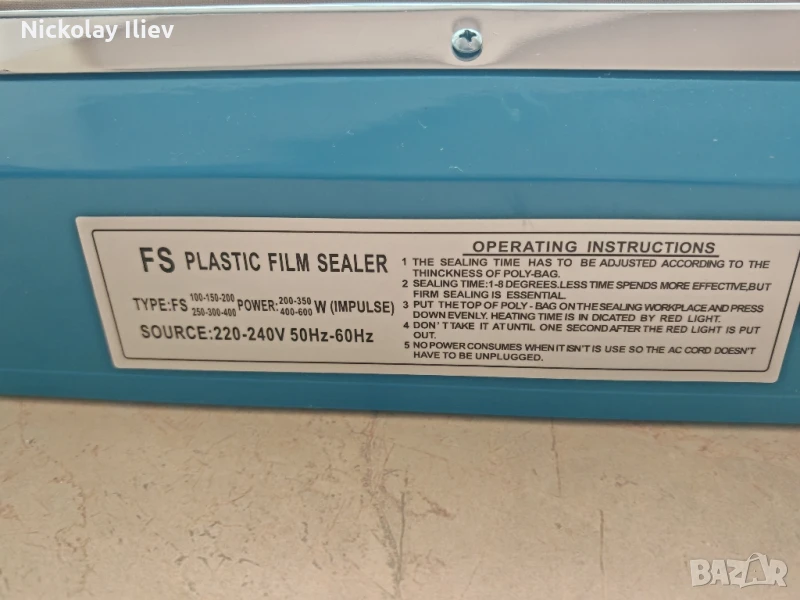 Nickolay Iliev
FS PLASTIC FILM SEALER
TYPE:FS 100-150-200 250-300-400 POWER: 200-350 400-600 W (IMPULSE)
SOURCE:220-240V 50Hz-60Hz
OPERATING INSTRUCTIONS
1 THE SEALING TIME HAS TO BE ADJUSTED ACCORDING TO THE
THINCKNESS OF POLY-BAG.
2 SEALING TIME:1-8 DEGREES.LESS TIME SPENDS MORE EFFECTIVE,BUT
FIRM SEALING IS ESSENTIAL.
3 PUT THE TOP OF POLY - BAG ON THE SEALING WORKPLACE AND PRESS
DOWN EVENLY. HEATING TIME IS IN DICATED BY RED LIGHT.
4 DON'T TAKE IT AT UNTIL ONE SECOND AFTER THE RED LIGHT IS PUT
OUT.
5 NO POWER CONSUMES WHEN IT ISN'T IS USE SO THE AC CORD DOESN'T
HAVE TO BE UNPLUGGED.
BAZAR